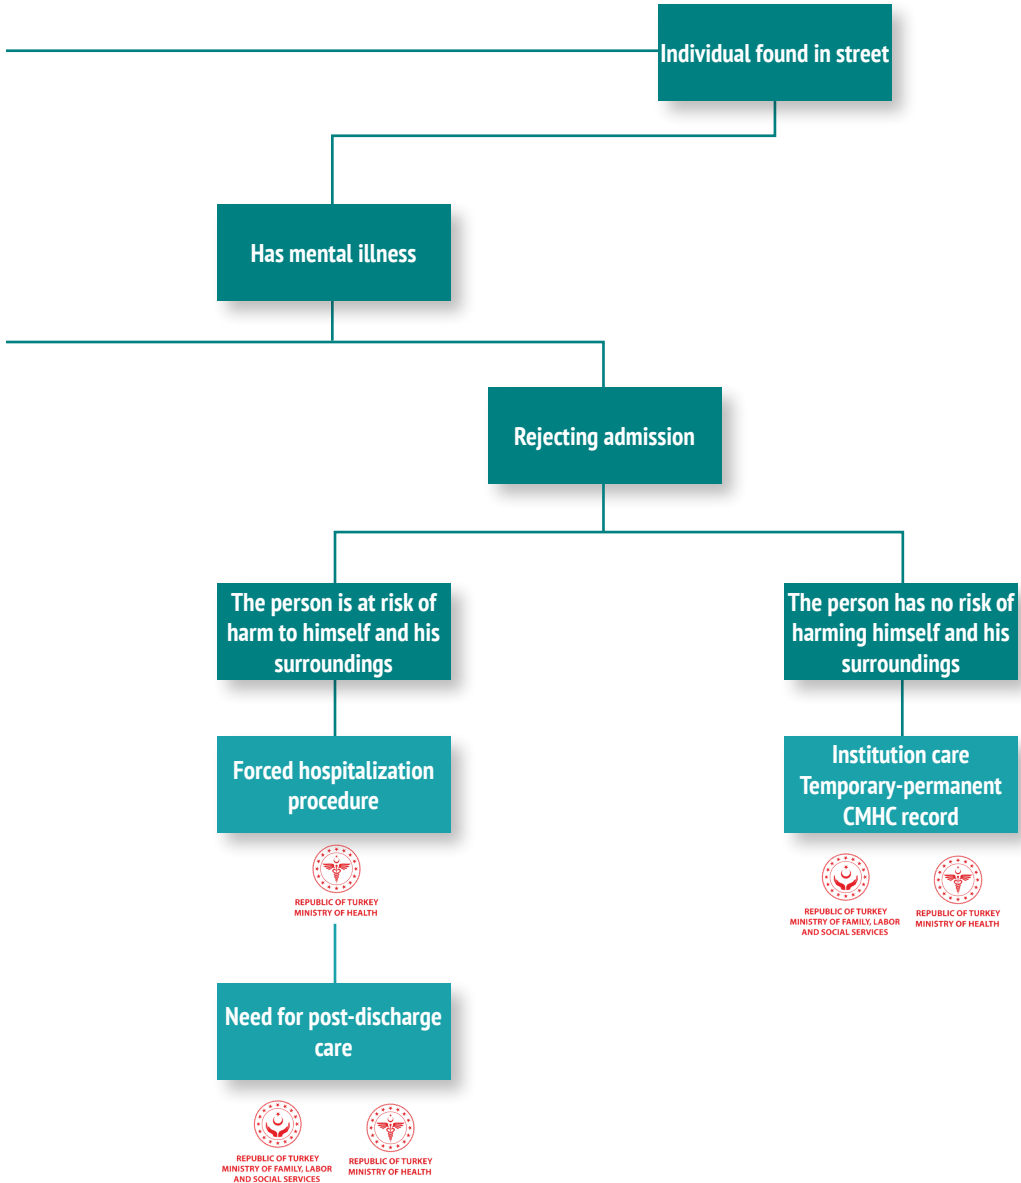 Individual found in street
Has mental illness
Rejecting admission
The person is at risk of
harm to himself and his
surroundings
The person has no risk of
harming himself and his
surroundings
Forced hospitalization
procedure
Institution care
Temporary-permanent
CMHC record
REPUBLIC OF TURKEY
MINISTRY OF HEALTH
REPUBLIC OF TURKEY
MINISTRY OF FAMILY, LABOR
AND SOCIAL SERVICES
REPUBLIC OF TURKEY
MINISTRY OF HEALTH
Need for post-discharge
care
REPUBLIC OF TURKEY
MINISTRY OF FAMILY, LABOR
AND SOCIAL SERVICES
REPUBLIC OF TURKEY
MINISTRY OF HEALTH